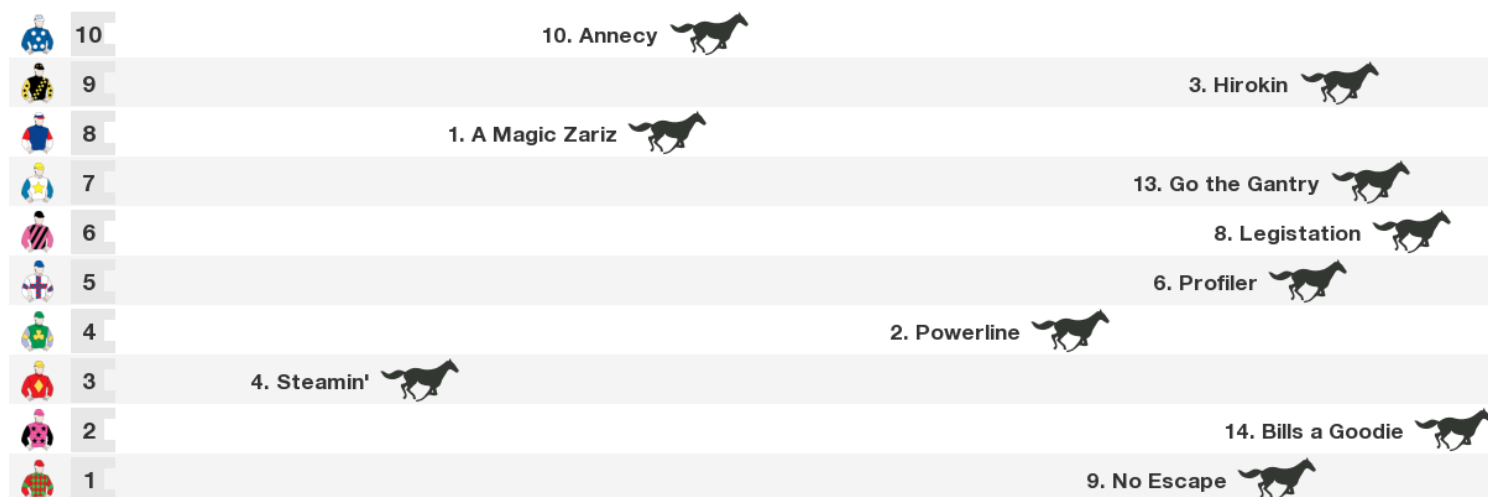 10 10. Annecy
9 3. Hirokin
8 1. A Magic Zariz
7 13. Go the Gantry
6 8. Legistation
5 6. Profiler
4 2. Powerline
3 4. Steamin'
2 14. Bills a Goodie
1 9. No Escape